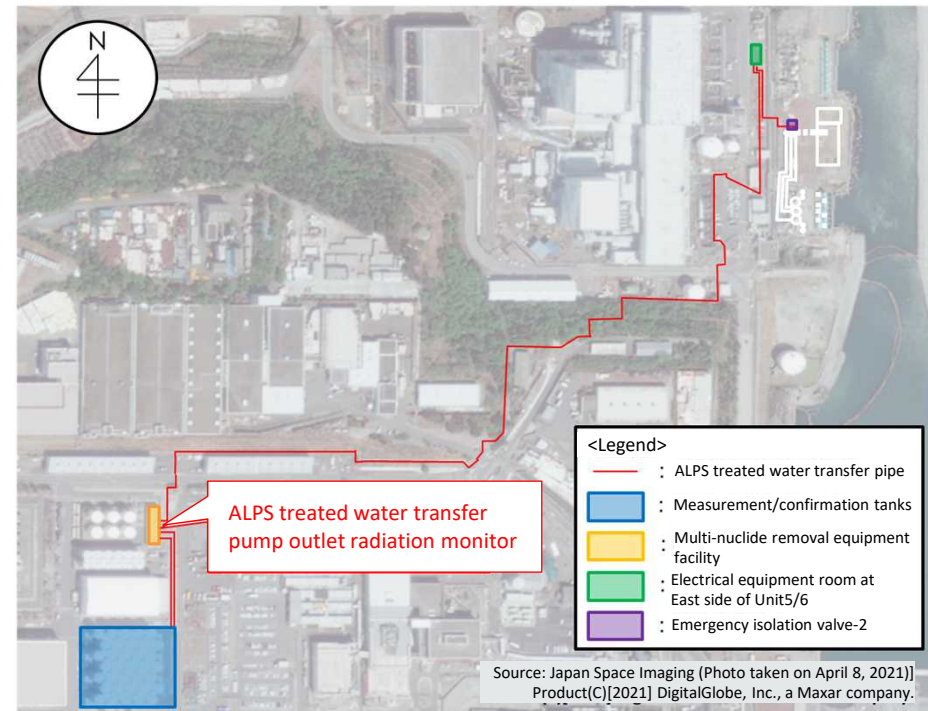 N
ALPS treated water transfer
pump outlet radiation monitor
<Legend>
: ALPS treated water transfer pipe
: Measurement/confirmation tanks
: Multi-nuclide removal equipment
facility
: Electrical equipment room at
East side of Unit5/6
: Emergency isolation valve-2
Source: Japan Space Imaging (Photo taken on April 8, 2021)]
Product(C)[2021] DigitalGlobe, Inc., a Maxar company.